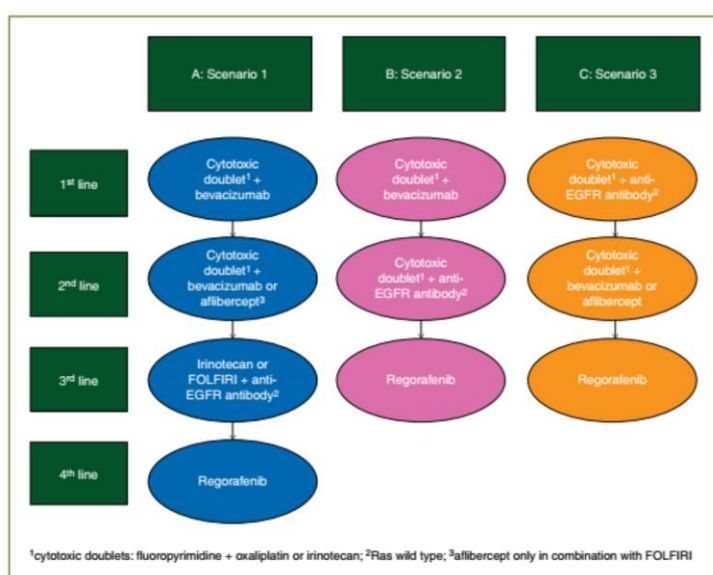 A: Scenario 1
B: Scenario 2
C: Scenario 3
1st line
Cytotoxic
doublet¹ +
bevacizumab
Cytotoxic
doublet¹ +
bevacizumab
Cytotoxic
doublet¹ + anti-
EGFR antibody²
2nd line
Cytotoxic
doublet¹ +
bevacizumab or
aflibercept³
Cytotoxic
doublet¹ + anti-
EGFR antibody²
Cytotoxic
doublet¹ +
bevacizumab or
aflibercept
3rd line
Irinotecan or
FOLFIRI + anti-
EGFR antibody²
Regorafenib
Regorafenib
4th line
Regorafenib
¹cytotoxic doublets: fluoropyrimidine + oxaliplatin or irinotecan; ²Ras wild type; ³aflibercept only in combination with FOLFIRI